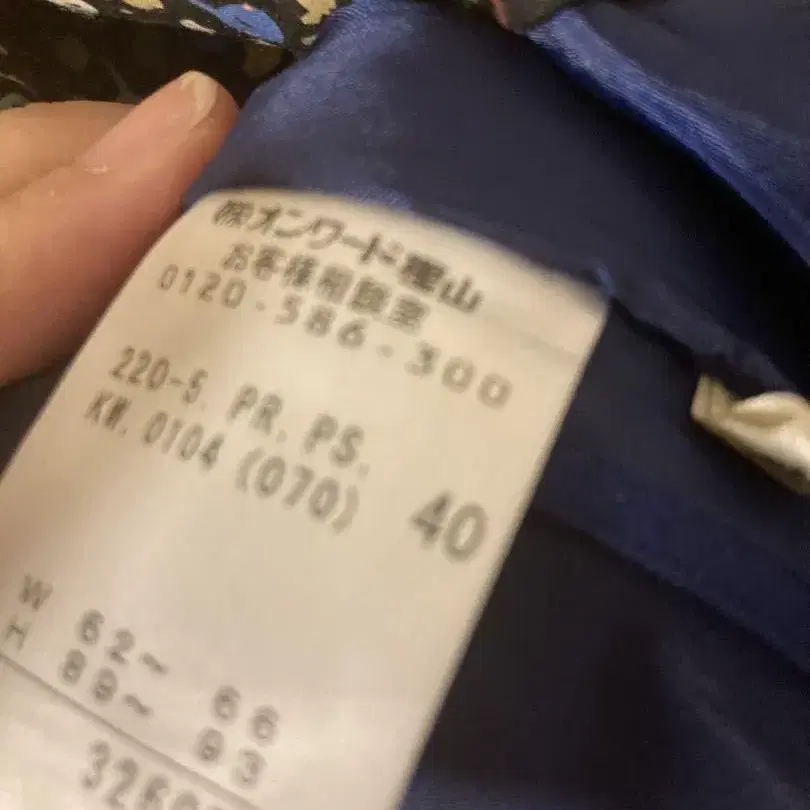 ㈱オンワード樫山
お客様相談室
0120-586-300
220-5. PR. PS.
KW. 0104 (070)
40
W 62~ 66
H 89~ 93